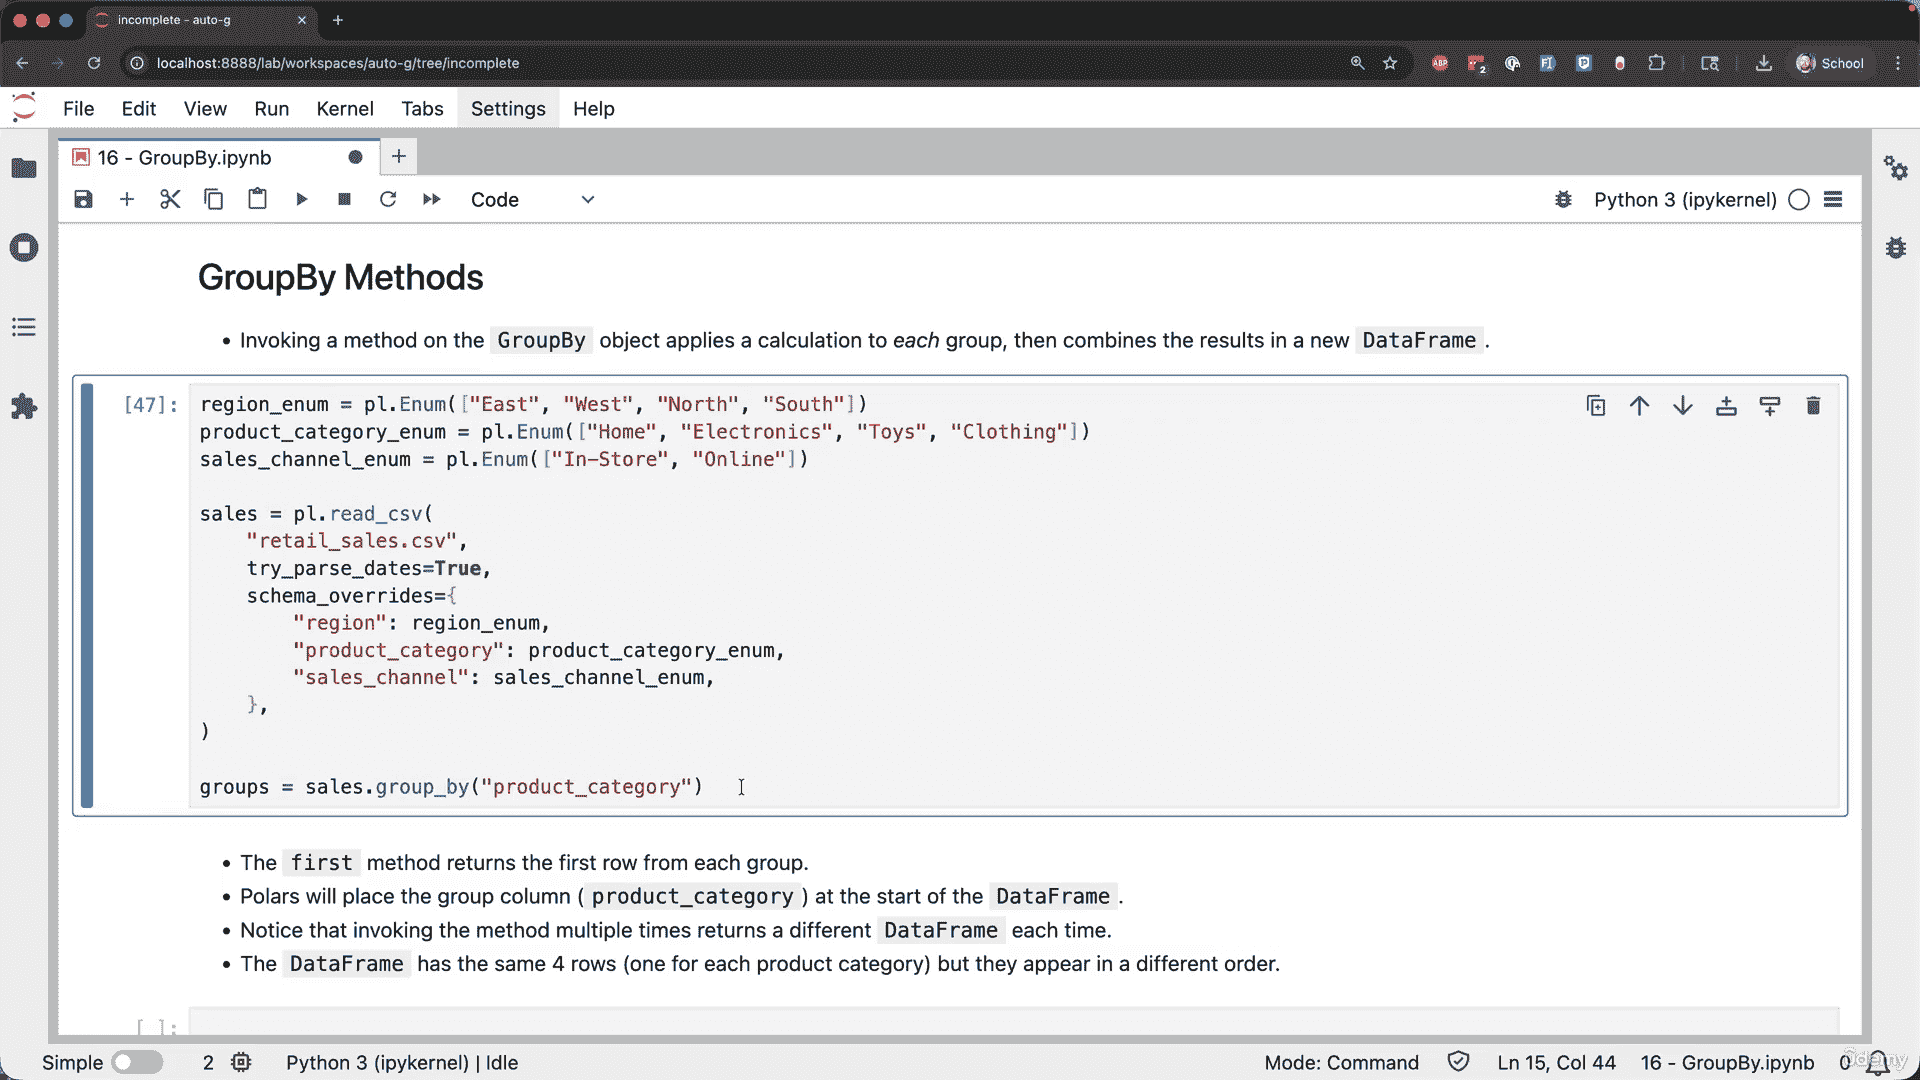 incomplete - auto-g
localhost:8888/lab/workspaces/auto-g/tree/incomplete
ABP
2
School
File Edit View Run Kernel Tabs Settings Help
16 - GroupBy.ipynb
Code
Python 3 (ipykernel)
GroupBy Methods
• Invoking a method on the GroupBy object applies a calculation to each group, then combines the results in a new DataFrame .
[47]:
region_enum = pl.Enum(["East", "West", "North", "South"])
product_category_enum = pl.Enum(["Home", "Electronics", "Toys", "Clothing"])
sales_channel_enum = pl.Enum(["In-Store", "Online"])
sales = pl.read_csv(
    "retail_sales.csv",
    try_parse_dates=True,
    schema_overrides={
        "region": region_enum,
        "product_category": product_category_enum,
        "sales_channel": sales_channel_enum,
    },
)
groups = sales.group_by("product_category")
• The first method returns the first row from each group.
• Polars will place the group column ( product_category ) at the start of the DataFrame .
• Notice that invoking the method multiple times returns a different DataFrame each time.
• The DataFrame has the same 4 rows (one for each product category) but they appear in a different order.
[ ]:
Simple 2 Python 3 (ipykernel) | Idle Mode: Command Ln 15, Col 44 16 - GroupBy.ipynb 0
Udemy